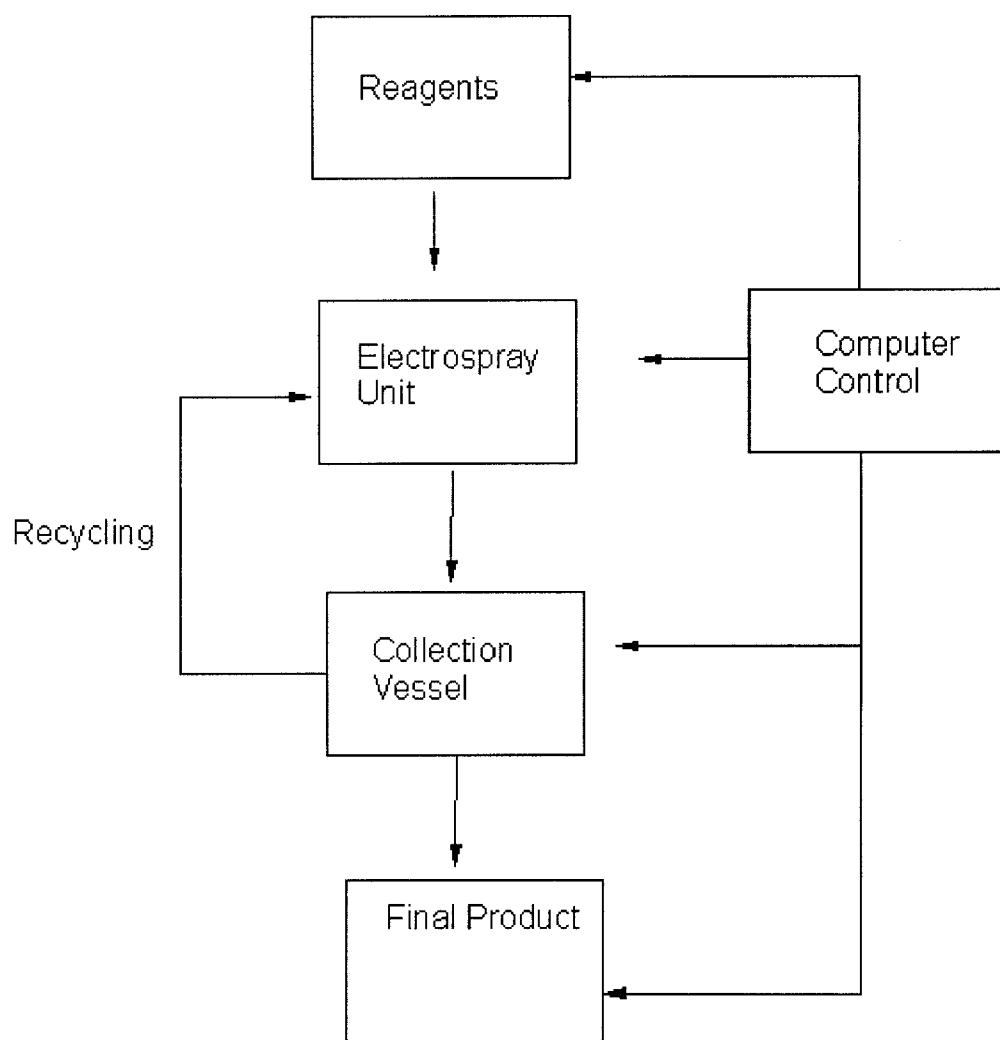 Reagents
Electrospray
Unit
Computer
Control
Recycling
Collection
Vessel
Final Product